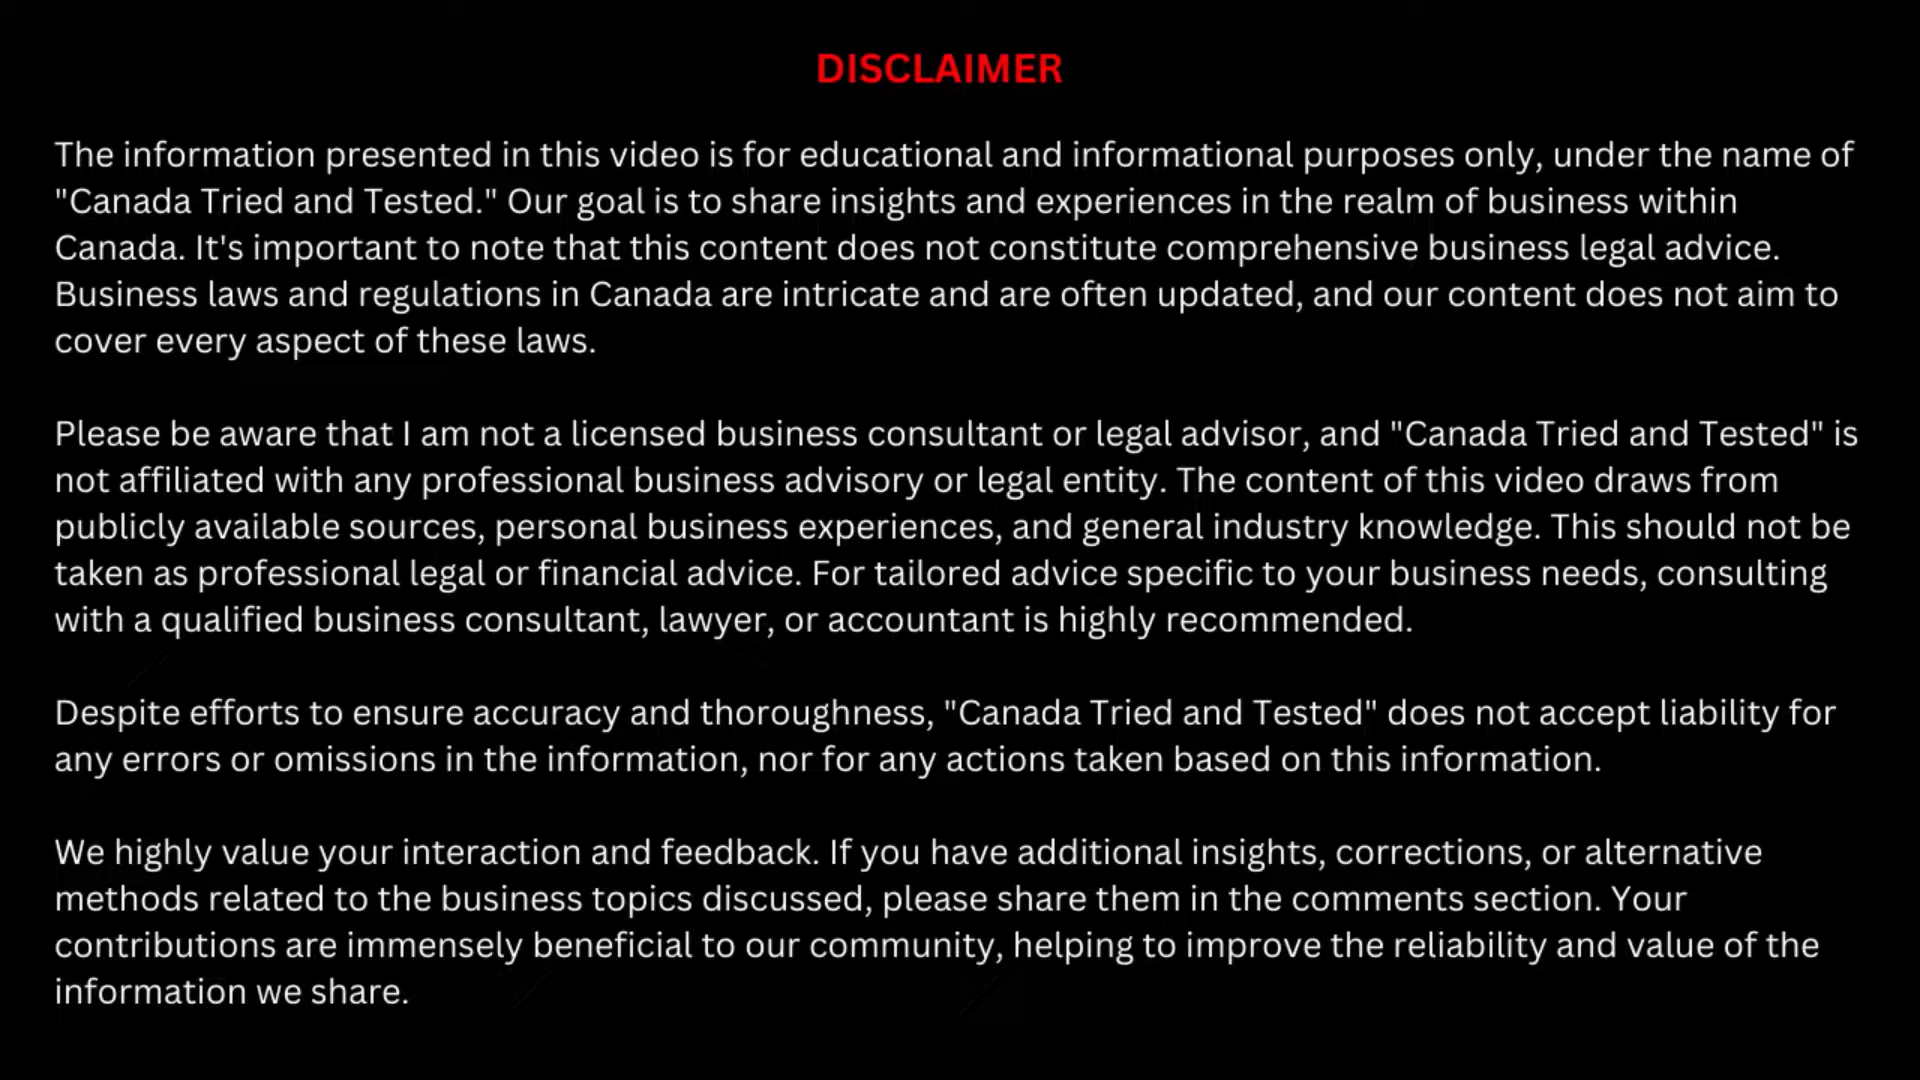 DISCLAIMER
The information presented in this video is for educational and informational purposes only, under the name of
"Canada Tried and Tested." Our goal is to share insights and experiences in the realm of business within
Canada. It's important to note that this content does not constitute comprehensive business legal advice.
Business laws and regulations in Canada are intricate and are often updated, and our content does not aim to
cover every aspect of these laws.
Please be aware that I am not a licensed business consultant or legal advisor, and "Canada Tried and Tested" is
not affiliated with any professional business advisory or legal entity. The content of this video draws from
publicly available sources, personal business experiences, and general industry knowledge. This should not be
taken as professional legal or financial advice. For tailored advice specific to your business needs, consulting
with a qualified business consultant, lawyer, or accountant is highly recommended.
Despite efforts to ensure accuracy and thoroughness, "Canada Tried and Tested" does not accept liability for
any errors or omissions in the information, nor for any actions taken based on this information.
We highly value your interaction and feedback. If you have additional insights, corrections, or alternative
methods related to the business topics discussed, please share them in the comments section. Your
contributions are immensely beneficial to our community, helping to improve the reliability and value of the
information we share.